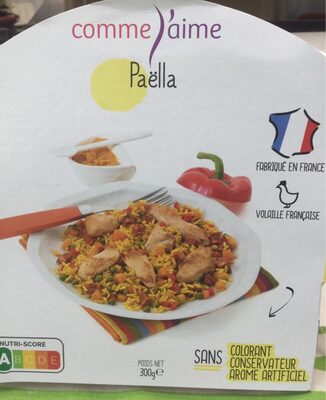 comme j'aime
Paëlla
FABRIQUÉ EN FRANCE
VOLAILLE FRANÇAISE
NUTRI-SCORE
A B C D E
POIDS NET
300g℮
SANS
COLORANT
CONSERVATEUR
ARÔME ARTIFICIEL